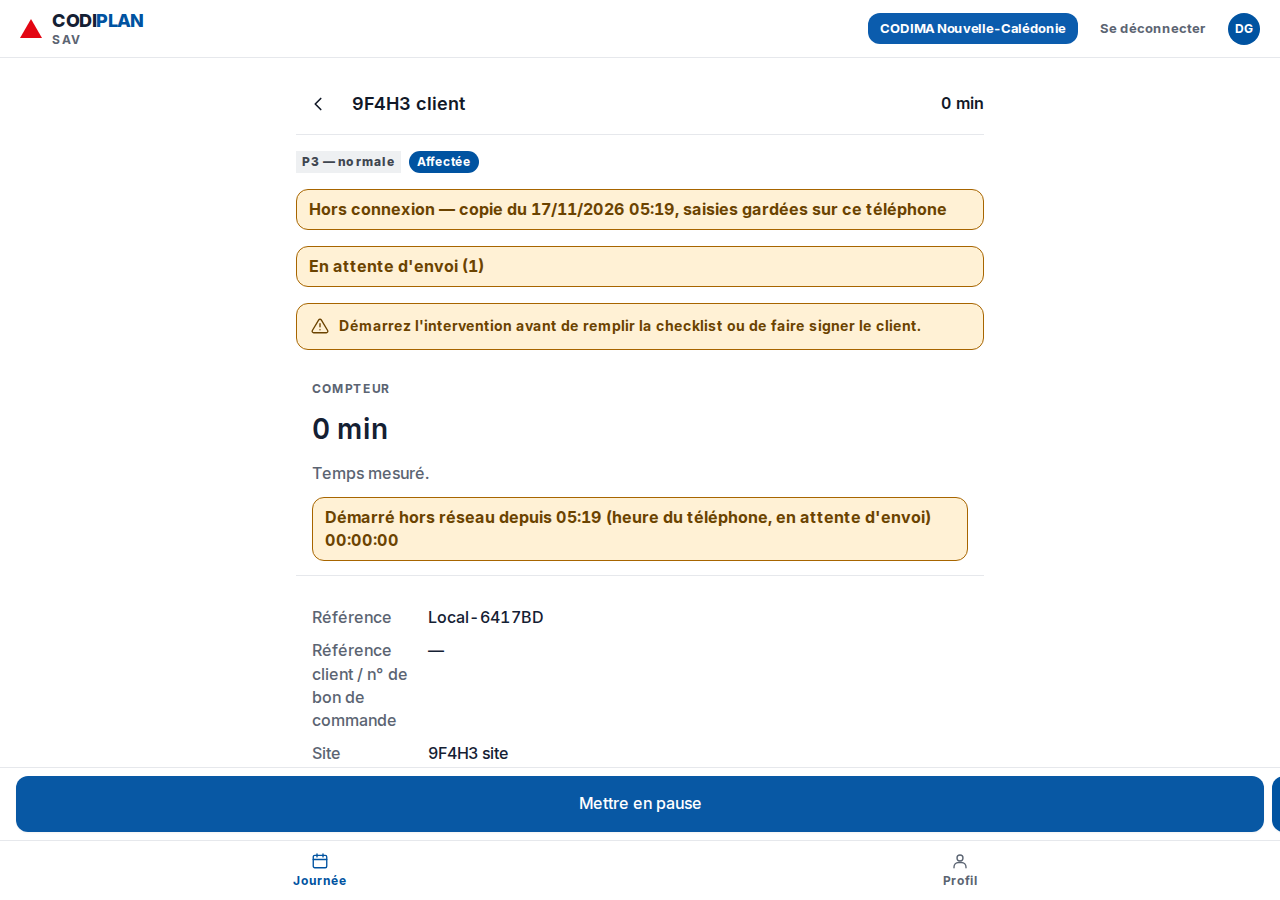 CODIPLAN
SAV
CODIMA Nouvelle-Calédonie
Se déconnecter
DG
9F4H3 client
0 min
P3 — normale
Affectée
Hors connexion — copie du 17/11/2026 05:19, saisies gardées sur ce téléphone
En attente d'envoi (1)
Démarrez l'intervention avant de remplir la checklist ou de faire signer le client.
COMPTEUR
0 min
Temps mesuré.
Démarré hors réseau depuis 05:19 (heure du téléphone, en attente d'envoi)
00:00:00
Référence
Local-6417BD
Référence
client / n° de
bon de
commande
—
Site
9F4H3 site
Mettre en pause
Journée
Profil